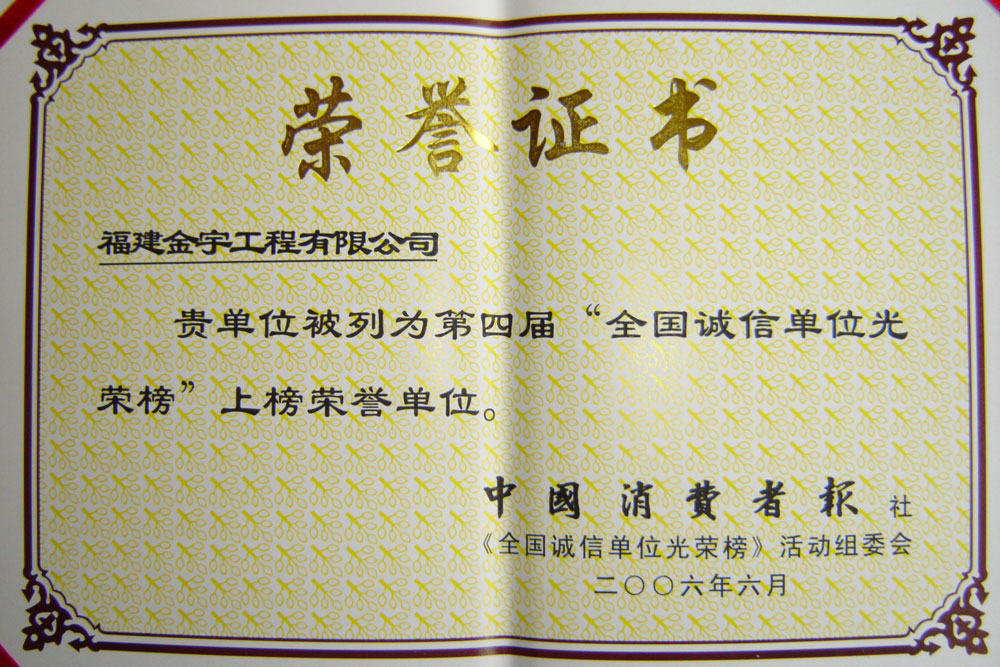 荣誉证书
福建金宇工程有限公司
贵单位被列为第四届“全国诚信单位光
荣榜”上榜荣誉单位。
中國消費者報社
《全国诚信单位光荣榜》活动组委会
二〇〇六年六月